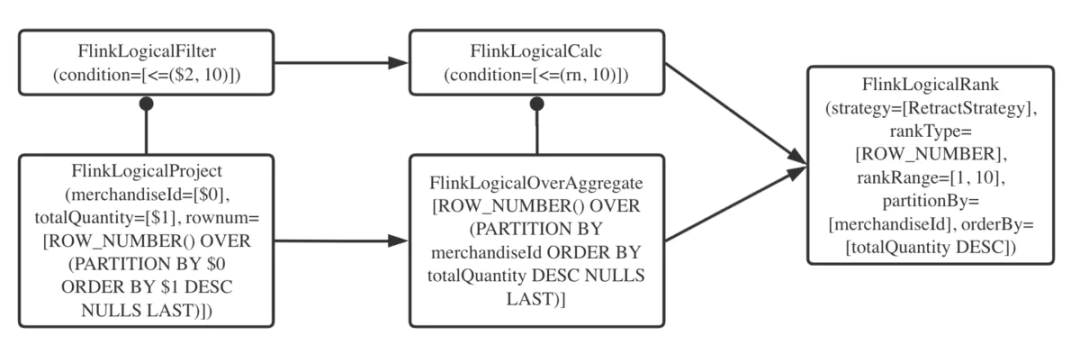 FlinkLogicalFilter
(condition=[<=($2, 10)])
FlinkLogicalCalc
(condition=[<=(rn, 10)])
FlinkLogicalRank
(strategy=[RetractStrategy],
rankType=
[ROW_NUMBER],
rankRange=[1, 10],
partitionBy=
[merchandiseId], orderBy=
[totalQuantity DESC])
FlinkLogicalProject
(merchandiseId=[$0],
totalQuantity=[$1], rownum=
[ROW_NUMBER() OVER
(PARTITION BY $0
ORDER BY $1 DESC
NULLS LAST)])
FlinkLogicalOverAggregate
[ROW_NUMBER() OVER
(PARTITION BY
merchandiseId ORDER BY
totalQuantity DESC NULLS
LAST)]